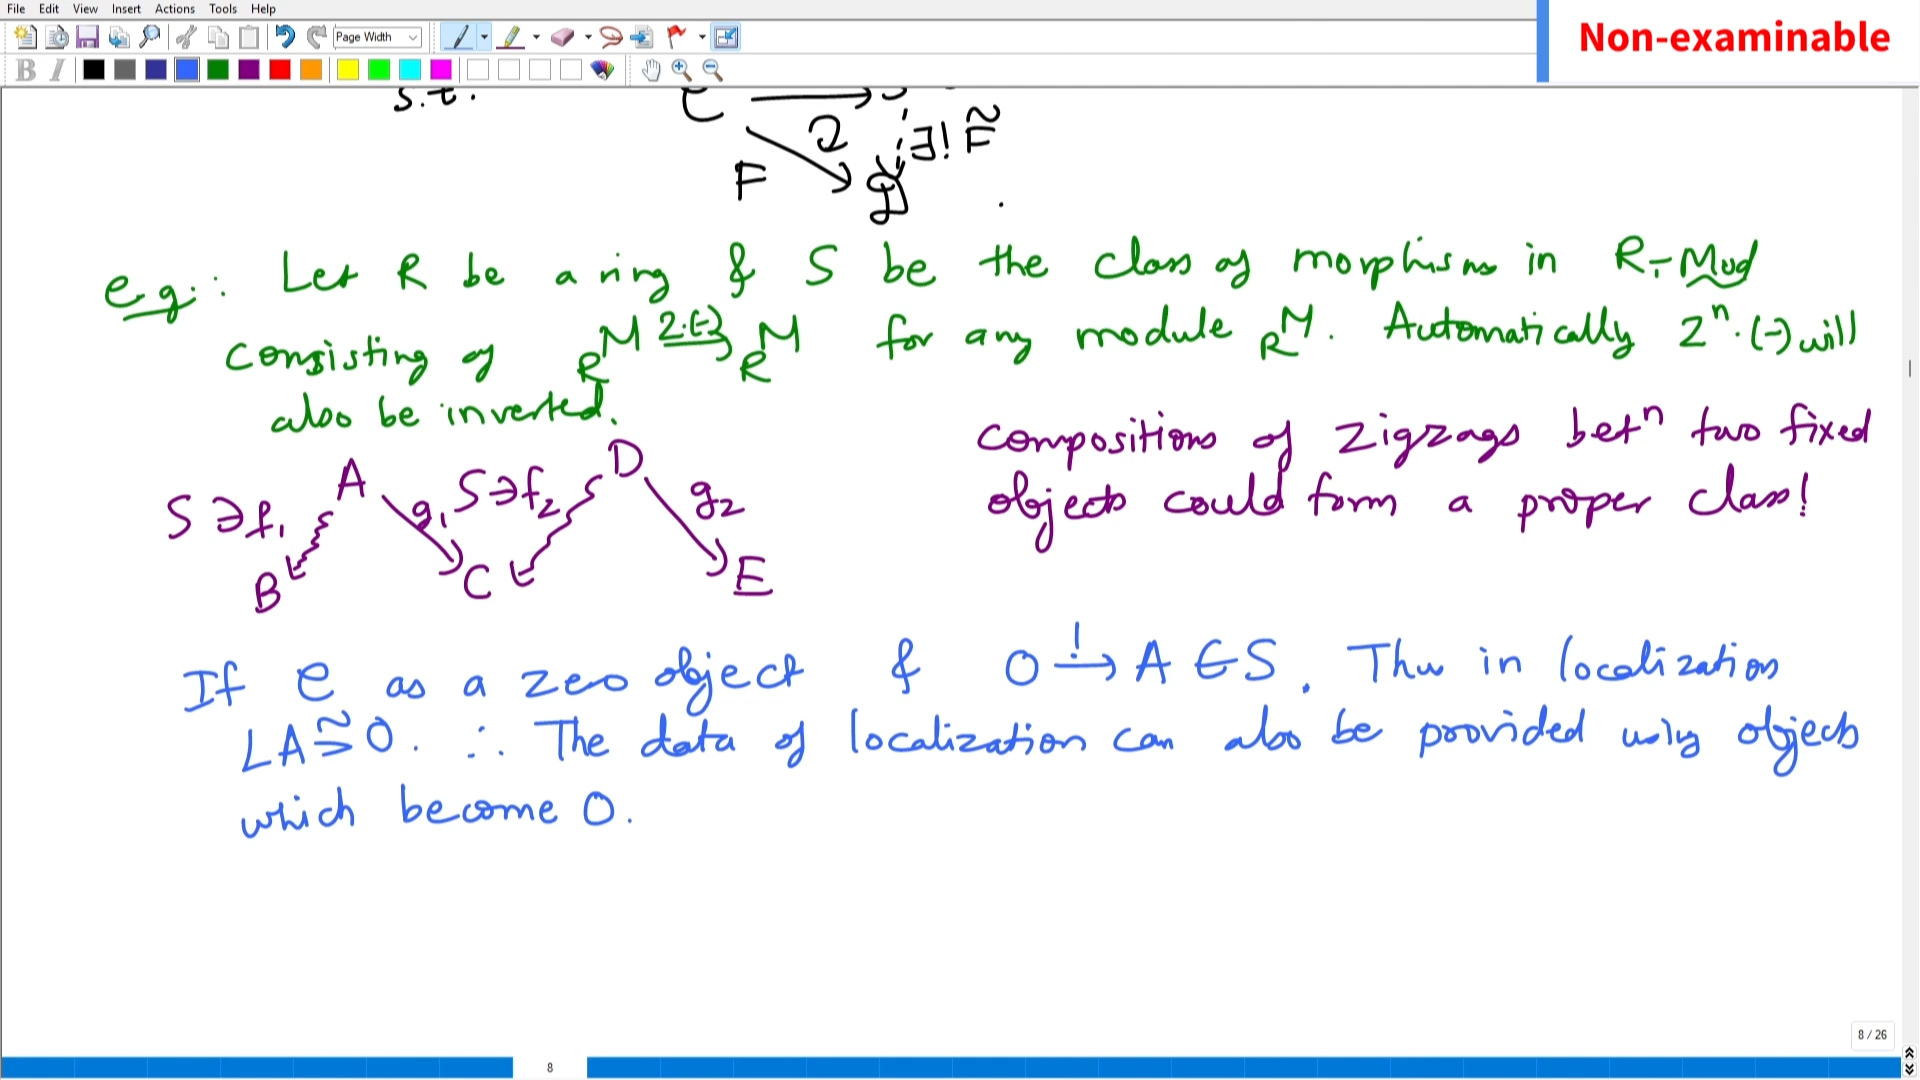 File Edit View Insert Actions Tools Help
Non-examinable
Page Width
B I
s.t. C
F ∃! F̃
D
e.g.: Let R be a ring & S be the class of morphisms in R-Mod
consisting of RM 2·(-) RM for any module RM. Automatically 2ⁿ·(-) will
also be inverted.
compositions of zigzags betⁿ two fixed
objects could form a proper class!
S∋f₁ A g₁ S∋f₂ D g₂
B C E
If C as a zero object & 0 → A ∈ S. Thus in localization
LA ≅ 0. ∴ The data of localization can also be provided using objects
which become 0.
8 / 26
8